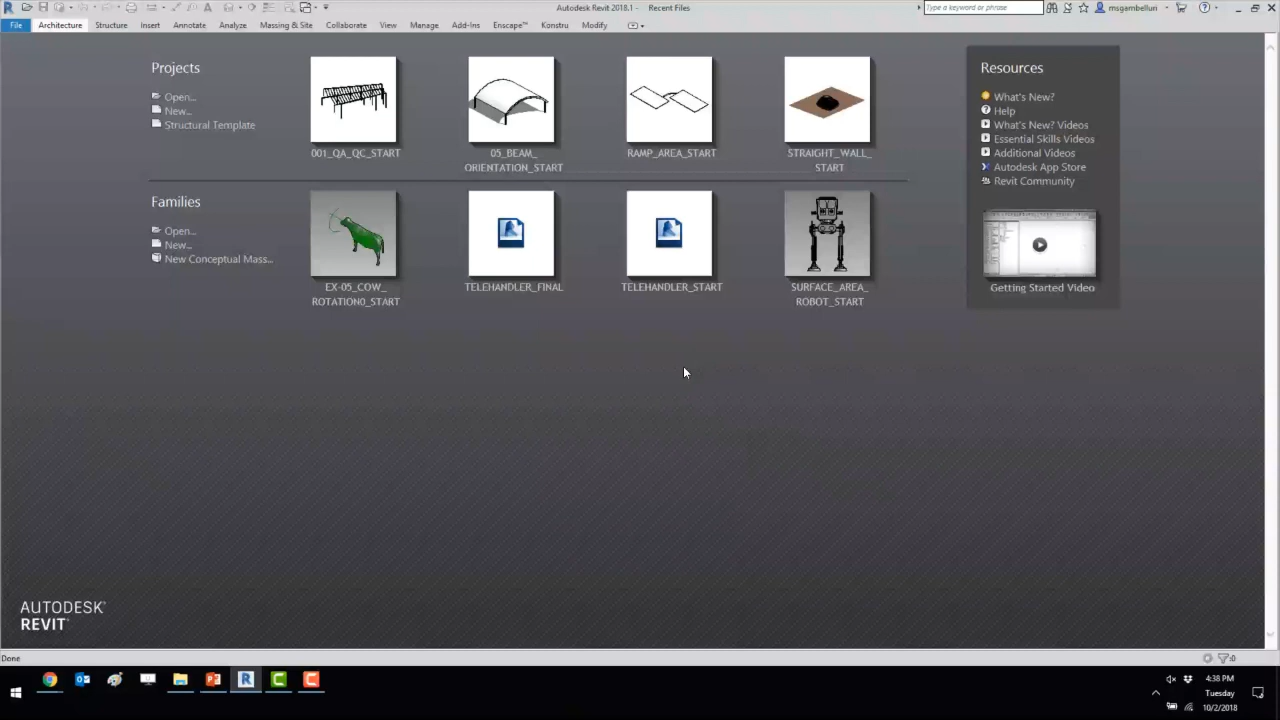 Autodesk Revit 2018.1 - Recent Files
Type a keyword or phrase
msgambelluri
File Architecture Structure Insert Annotate Analyze Massing & Site Collaborate View Manage Add-Ins Enscape™ Konstru Modify
Projects
Open...
New...
Structural Template
001_QA_QC_START
05_BEAM_
ORIENTATION_START
RAMP_AREA_START
STRAIGHT_WALL_
START
Families
Open...
New...
New Conceptual Mass...
EX-05_COW_
ROTATION0_START
TELEHANDLER_FINAL
TELEHANDLER_START
SURFACE_AREA_
ROBOT_START
Resources
What's New?
Help
What's New? Videos
Essential Skills Videos
Additional Videos
Autodesk App Store
Revit Community
Getting Started Video
AUTODESK®
REVIT®
Done
:0
4:38 PM
Tuesday
10/2/2018